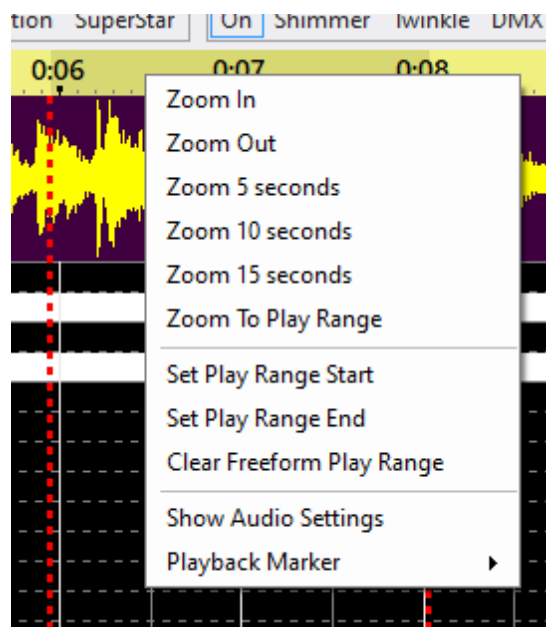 tion SuperStar On Shimmer Twinkle DMX
0:06 0:07 0:08
Zoom In
Zoom Out
Zoom 5 seconds
Zoom 10 seconds
Zoom 15 seconds
Zoom To Play Range
Set Play Range Start
Set Play Range End
Clear Freeform Play Range
Show Audio Settings
Playback Marker